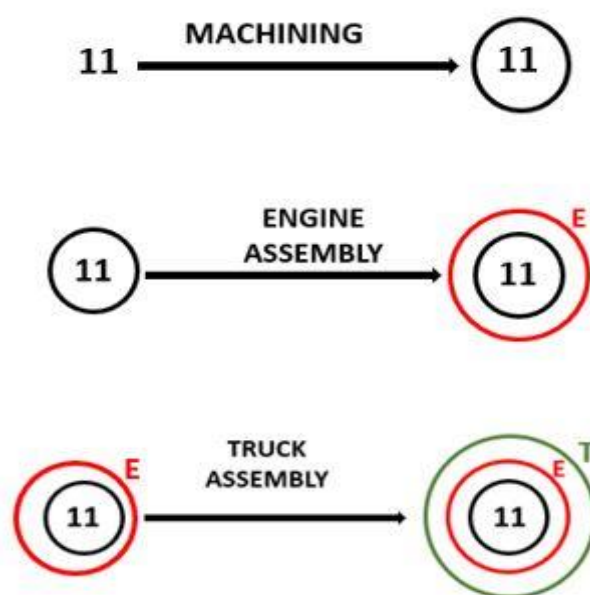 MACHINING
11 11
ENGINE
E
ASSEMBLY
11 11
TRUCK
T
E E
ASSEMBLY
11 11